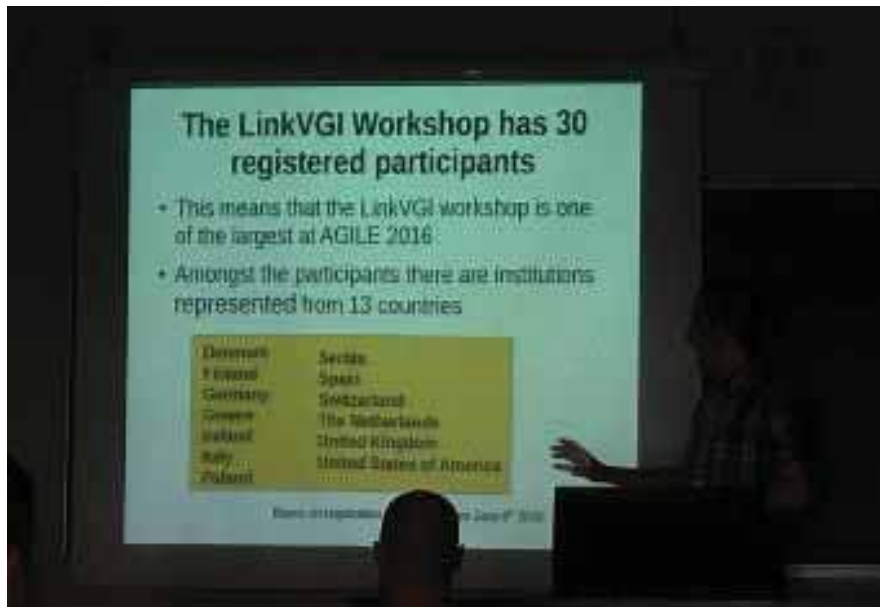 The LinkVGI Workshop has 30
registered participants
• This means that the LinkVGI workshop is one
of the largest at AGILE 2016
• Amongst the participants there are institutions
represented from 13 countries
Denmark
Finland
Germany
Greece
Ireland
Italy
Poland
Serbia
Spain
Switzerland
The Netherlands
United Kingdom
United States of America